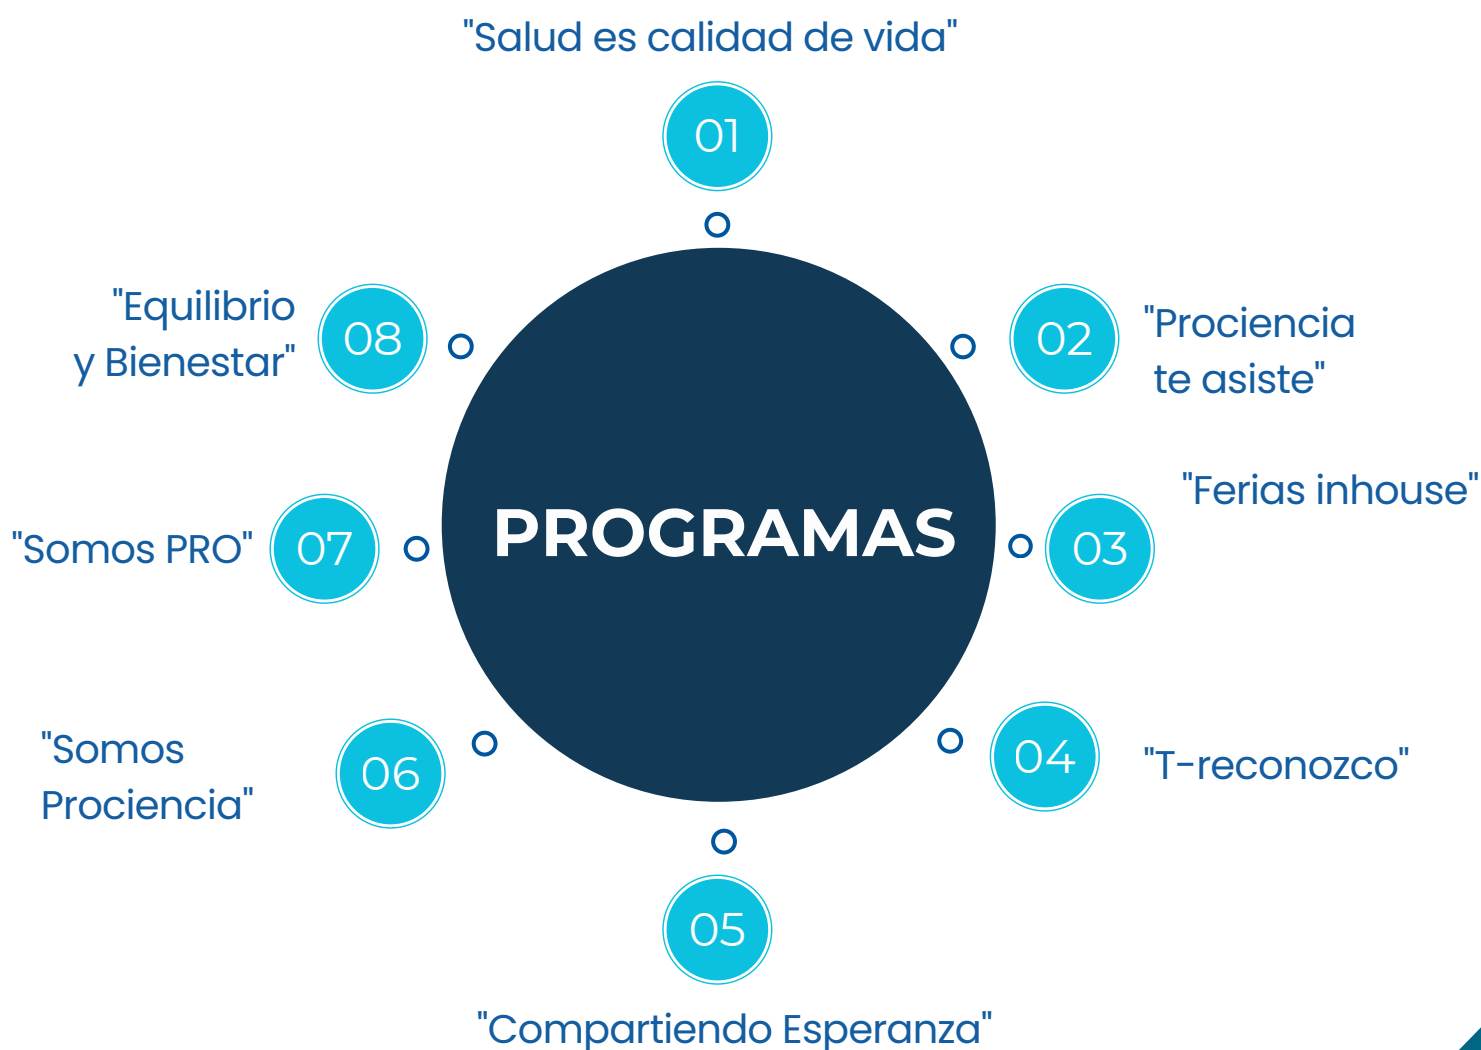 "Salud es calidad de vida"
01
"Equilibrio
y Bienestar"
08
02
"Prociencia
te asiste"
"Ferias inhouse"
"Somos PRO"
07
PROGRAMAS
03
"Somos
Prociencia"
06
04
"T-reconozco"
05
"Compartiendo Esperanza"